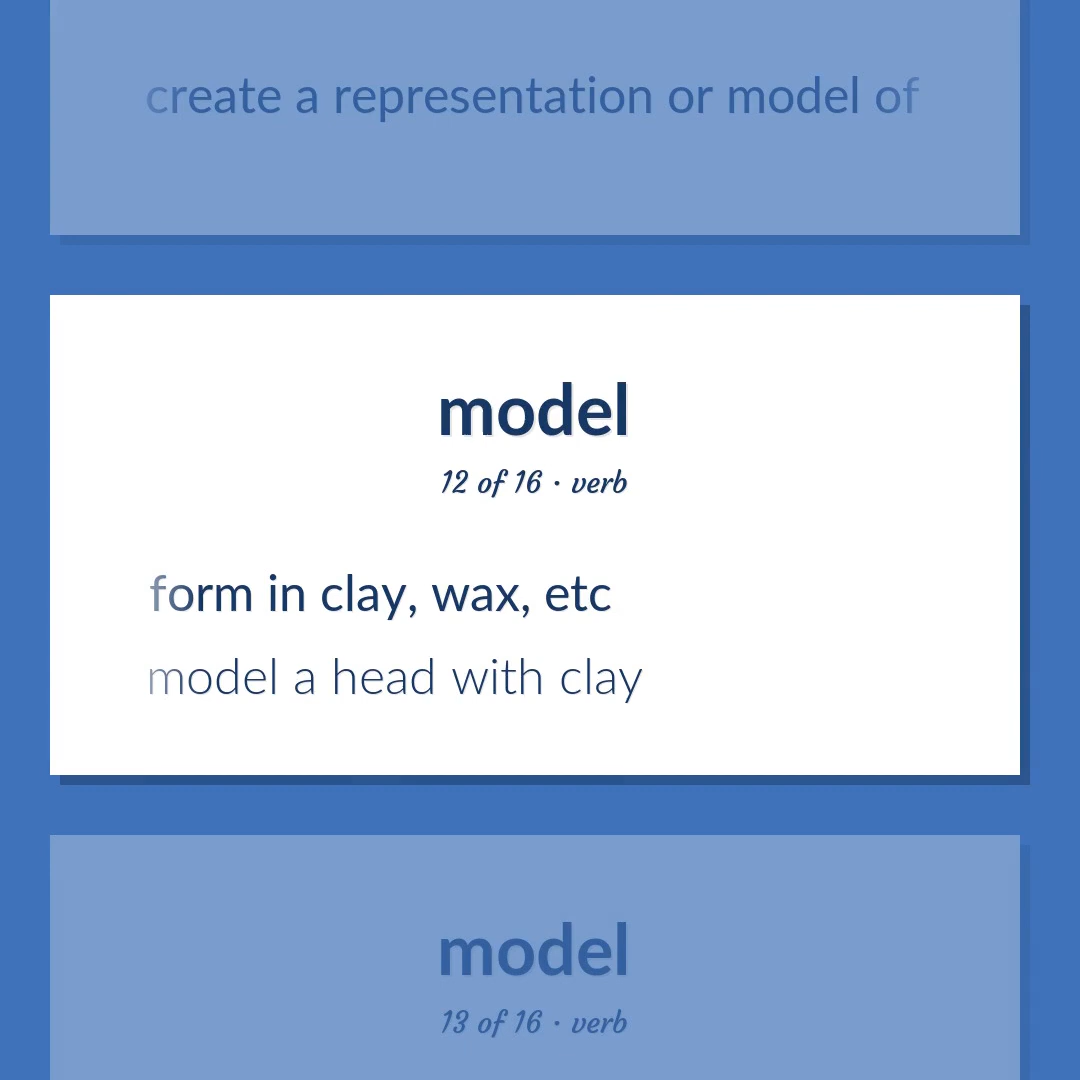 create a representation or model of
model
12 of 16 · verb
form in clay, wax, etc
model a head with clay
model
13 of 16 · verb